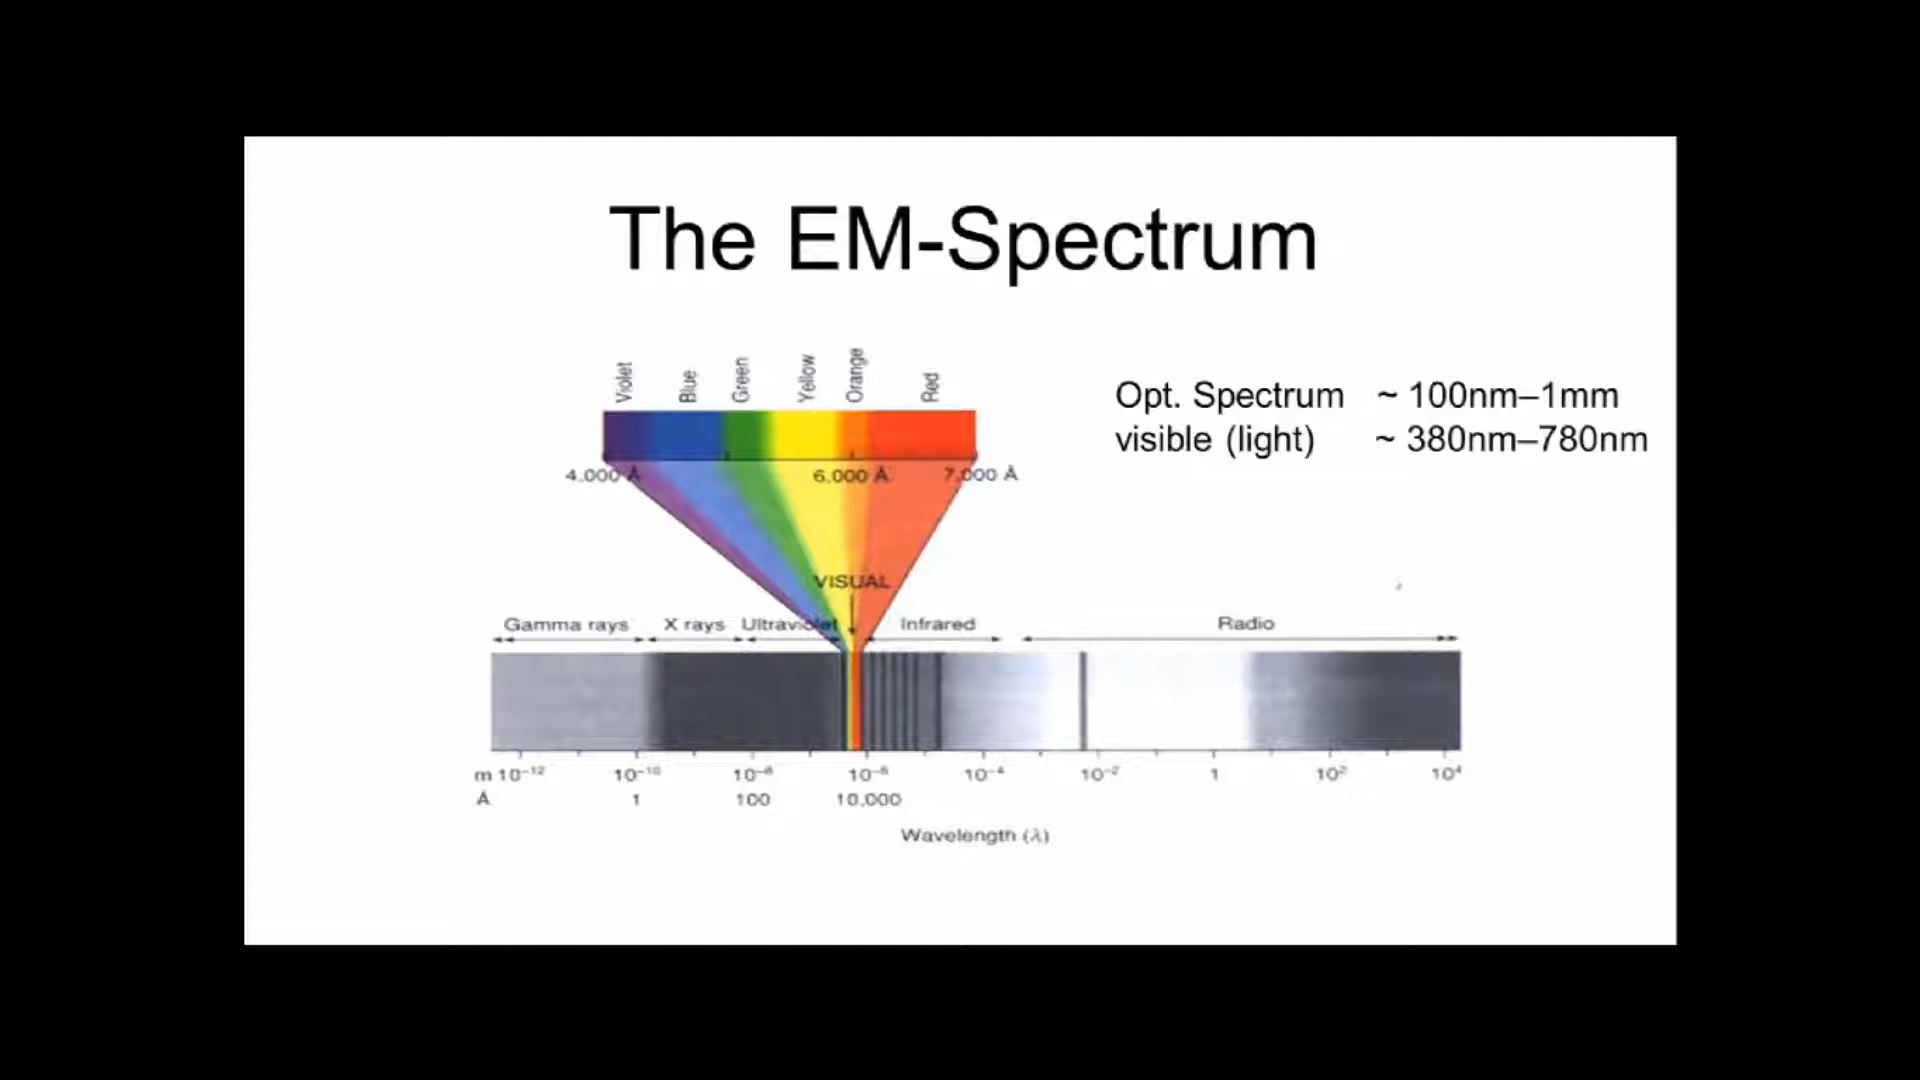 The EM-Spectrum
Violet
Blue
Green
Yellow
Orange
Red
Opt. Spectrum ~ 100nm–1mm
visible (light) ~ 380nm–780nm
4,000 Å 6,000 Å 7,000 Å
VISUAL
Gamma rays X rays Ultraviolet Infrared Radio
m 10⁻¹² 10⁻¹⁰ 10⁻⁸ 10⁻⁶ 10⁻⁴ 10⁻² 1 10² 10⁴
Å 1 100 10,000
Wavelength (λ)